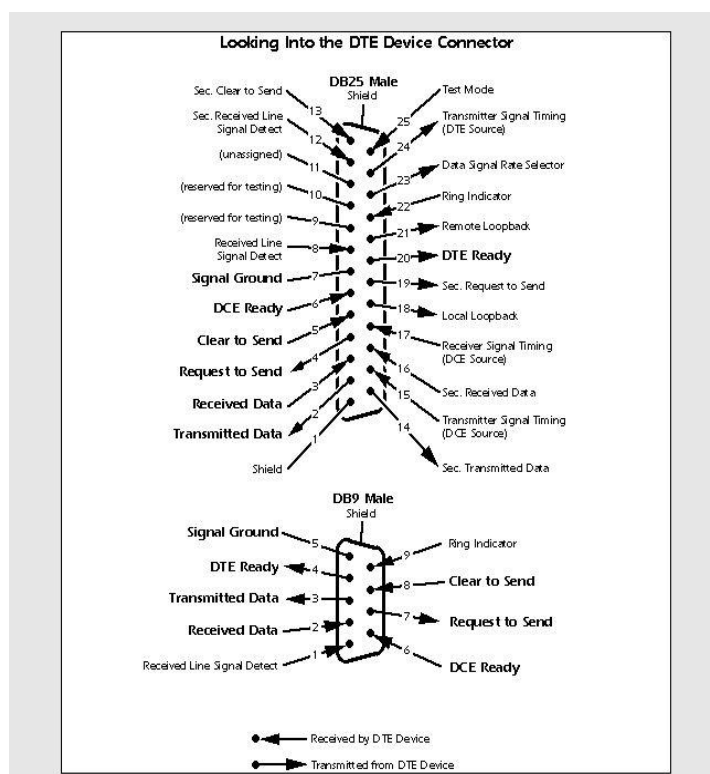 Looking Into the DTE Device Connector
DB25 Male
Shield
Sec. Clear to Send
13
Sec. Received Line
Signal Detect
12
(unassigned)
11
(reserved for testing)
10
(reserved for testing)
9
Received Line
Signal Detect
8
Signal Ground
7
DCE Ready
6
Clear to Send
5
Request to Send
4
Received Data
3
Transmitted Data
2
Shield
1
Test Mode
25
Transmitter Signal Timing
(DTE Source)
24
Data Signal Rate Selector
23
Ring Indicator
22
Remote Loopback
21
DTE Ready
20
Sec. Request to Send
19
Local Loopback
18
Receiver Signal Timing
(DCE Source)
17
Sec. Received Data
16
Transmitter Signal Timing
(DCE Source)
15
Sec. Transmitted Data
14
DB9 Male
Shield
Signal Ground
5
DTE Ready
4
Transmitted Data
3
Received Data
2
Received Line Signal Detect
1
Ring Indicator
9
Clear to Send
8
Request to Send
7
DCE Ready
6
Received by DTE Device
Transmitted from DTE Device